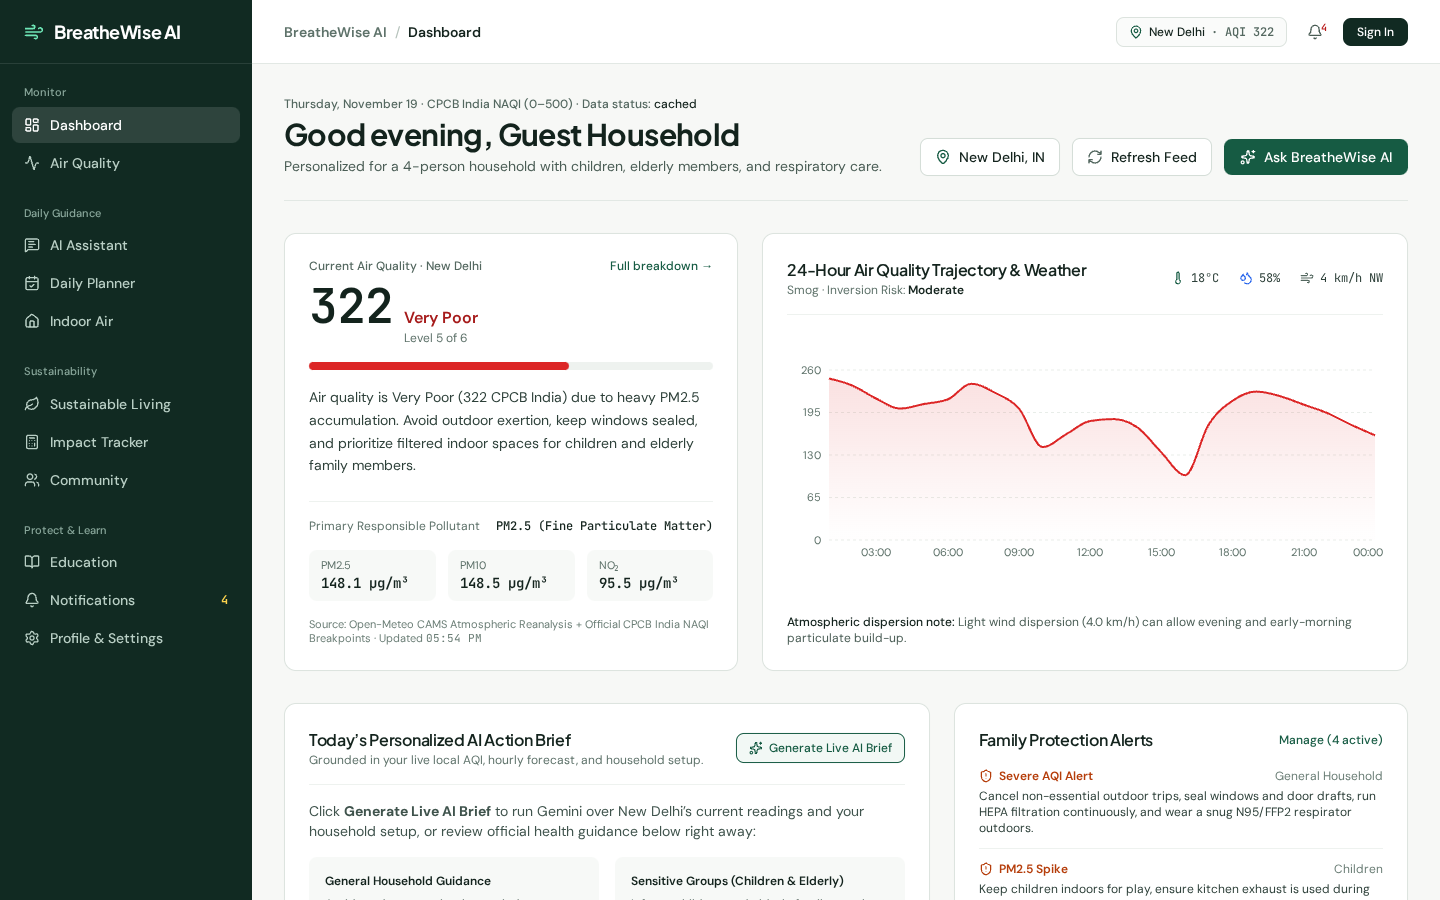 BreatheWise AI
Monitor
Dashboard
Air Quality
Daily Guidance
AI Assistant
Daily Planner
Indoor Air
Sustainability
Sustainable Living
Impact Tracker
Community
Protect & Learn
Education
Notifications 4
Profile & Settings
BreatheWise AI / Dashboard
New Delhi · AQI 322
4
Sign In
Thursday, November 19 · CPCB India NAQI (0–500) · Data status: cached
Good evening, Guest Household
Personalized for a 4-person household with children, elderly members, and respiratory care.
New Delhi, IN
Refresh Feed
Ask BreatheWise AI
Current Air Quality · New Delhi
Full breakdown →
322
Very Poor
Level 5 of 6
Air quality is Very Poor (322 CPCB India) due to heavy PM2.5
accumulation. Avoid outdoor exertion, keep windows sealed,
and prioritize filtered indoor spaces for children and elderly
family members.
Primary Responsible Pollutant PM2.5 (Fine Particulate Matter)
PM2.5
148.1 µg/m³
PM10
148.5 µg/m³
NO₂
95.5 µg/m³
Source: Open-Meteo CAMS Atmospheric Reanalysis + Official CPCB India NAQI
Breakpoints · Updated 05:54 PM
24-Hour Air Quality Trajectory & Weather
Smog · Inversion Risk: Moderate
18°C
58%
4 km/h NW
260
195
130
65
0
03:00 06:00 09:00 12:00 15:00 18:00 21:00 00:00
Atmospheric dispersion note: Light wind dispersion (4.0 km/h) can allow evening and early-morning
particulate build-up.
Today's Personalized AI Action Brief
Grounded in your live local AQI, hourly forecast, and household setup.
Generate Live AI Brief
Click Generate Live AI Brief to run Gemini over New Delhi's current readings and your
household setup, or review official health guidance below right away:
General Household Guidance
Sensitive Groups (Children & Elderly)
Family Protection Alerts
Manage (4 active)
Severe AQI Alert
General Household
Cancel non-essential outdoor trips, seal windows and door drafts, run
HEPA filtration continuously, and wear a snug N95/FFP2 respirator
outdoors.
PM2.5 Spike
Children
Keep children indoors for play, ensure kitchen exhaust is used during